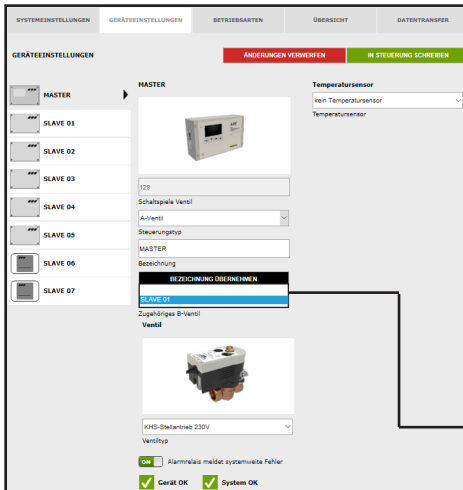 SYSTEMEINSTELLUNGEN GERÄTEEINSTELLUNGEN BETRIEBSARTEN ÜBERSICHT DATENTRANSFER
GERÄTEEINSTELLUNGEN
ÄNDERUNGEN VERWERFEN
IN STEUERUNG SCHREIBEN
MASTER
SLAVE 01
SLAVE 02
SLAVE 03
SLAVE 04
SLAVE 05
SLAVE 06
SLAVE 07
MASTER
128
Schaltspiele Ventil
A-Ventil
Steuerungstyp
MASTER
Bezeichnung
BEZEICHNUNG ÜBERNEHMEN
SLAVE 01
Zugehöriges B-Ventil
Ventil
KHS-Stellantrieb 230V
Ventiltyp
ON Alarmrelais meldet systemweite Fehler
Gerät OK System OK
Temperatursensor
kein Temperatursensor
Temperatursensor